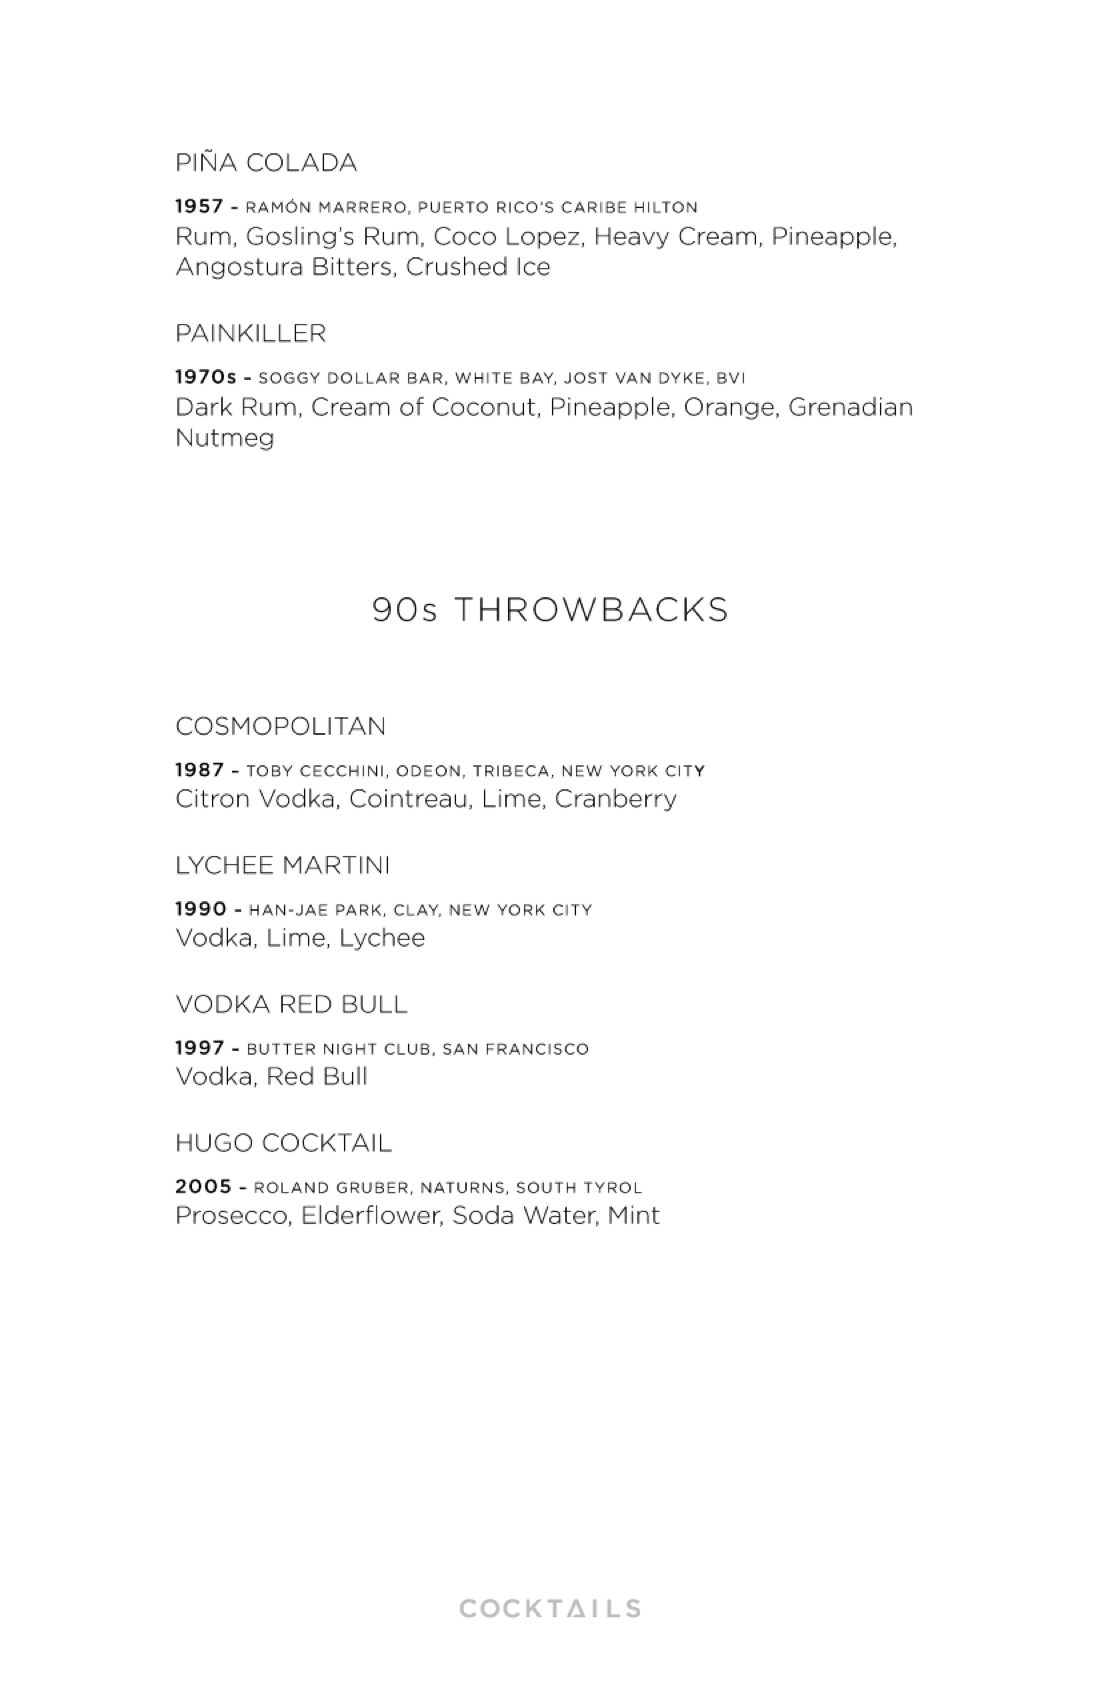 PIÑA COLADA
1957 - RAMÓN MARRERO, PUERTO RICO'S CARIBE HILTON
Rum, Gosling's Rum, Coco Lopez, Heavy Cream, Pineapple,
Angostura Bitters, Crushed Ice
PAINKILLER
1970s - SOGGY DOLLAR BAR, WHITE BAY, JOST VAN DYKE, BVI
Dark Rum, Cream of Coconut, Pineapple, Orange, Grenadian
Nutmeg
90s THROWBACKS
COSMOPOLITAN
1987 - TOBY CECCHINI, ODEON, TRIBECA, NEW YORK CITY
Citron Vodka, Cointreau, Lime, Cranberry
LYCHEE MARTINI
1990 - HAN-JAE PARK, CLAY, NEW YORK CITY
Vodka, Lime, Lychee
VODKA RED BULL
1997 - BUTTER NIGHT CLUB, SAN FRANCISCO
Vodka, Red Bull
HUGO COCKTAIL
2005 - ROLAND GRUBER, NATURNS, SOUTH TYROL
Prosecco, Elderflower, Soda Water, Mint
COCKTAILS